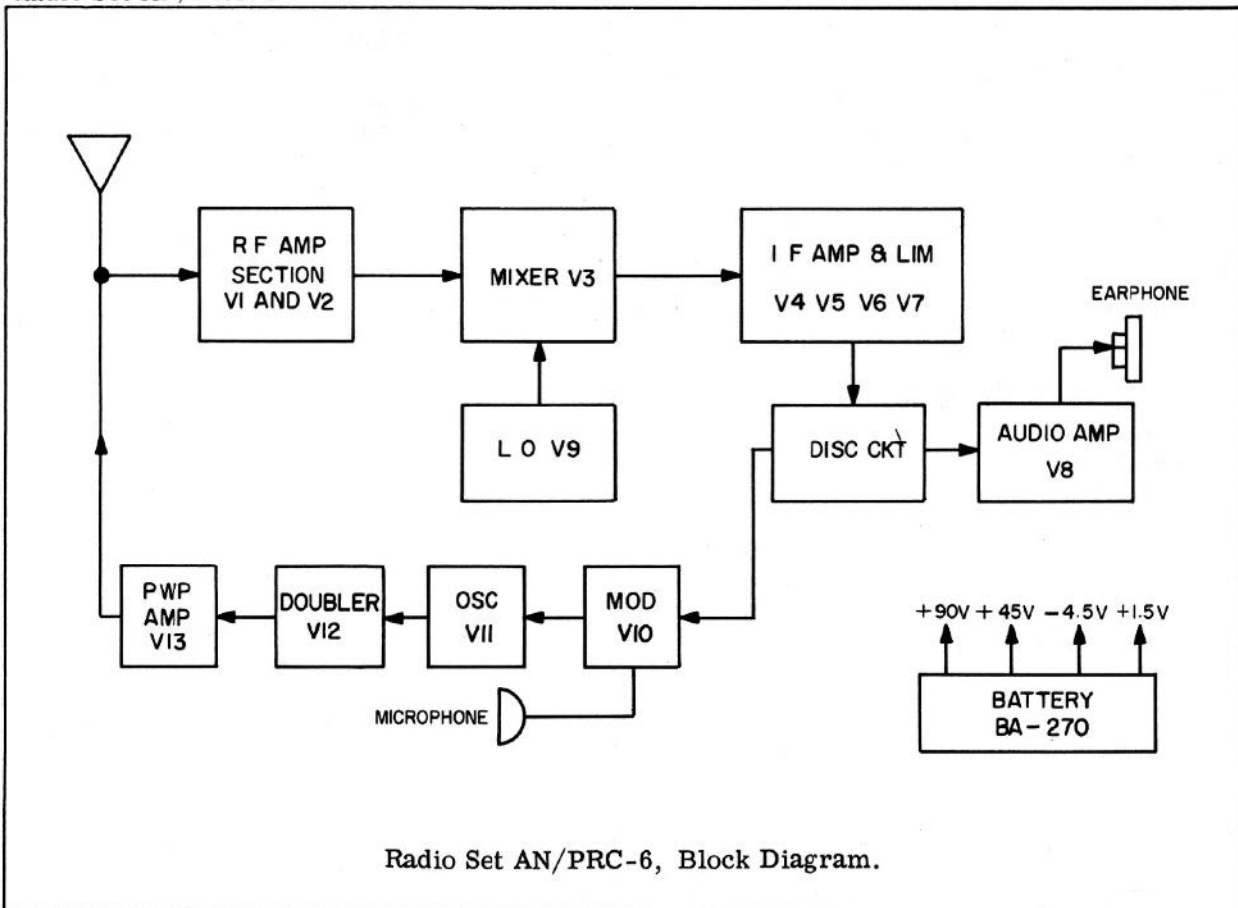 R F AMP
SECTION
V1 AND V2
MIXER V3
I F AMP & LIM
V4 V5 V6 V7
EARPHONE
L O V9
DISC CKT
AUDIO AMP
V8
PWP
AMP
V13
DOUBLER
V12
OSC
V11
MOD
V10
MICROPHONE
+90V +45V -4.5V +1.5V
BATTERY
BA-270
Radio Set AN/PRC-6, Block Diagram.